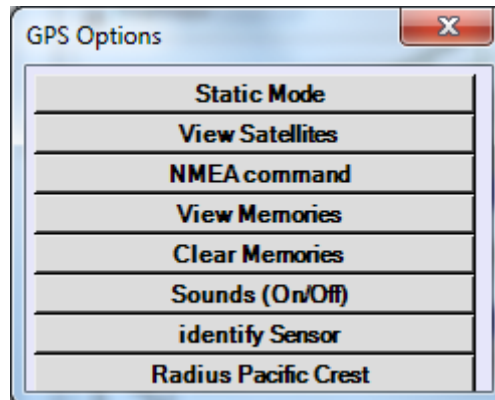 GPS Options
Static Mode
View Satellites
NMEA command
View Memories
Clear Memories
Sounds (On/Off)
identify Sensor
Radius Pacific Crest